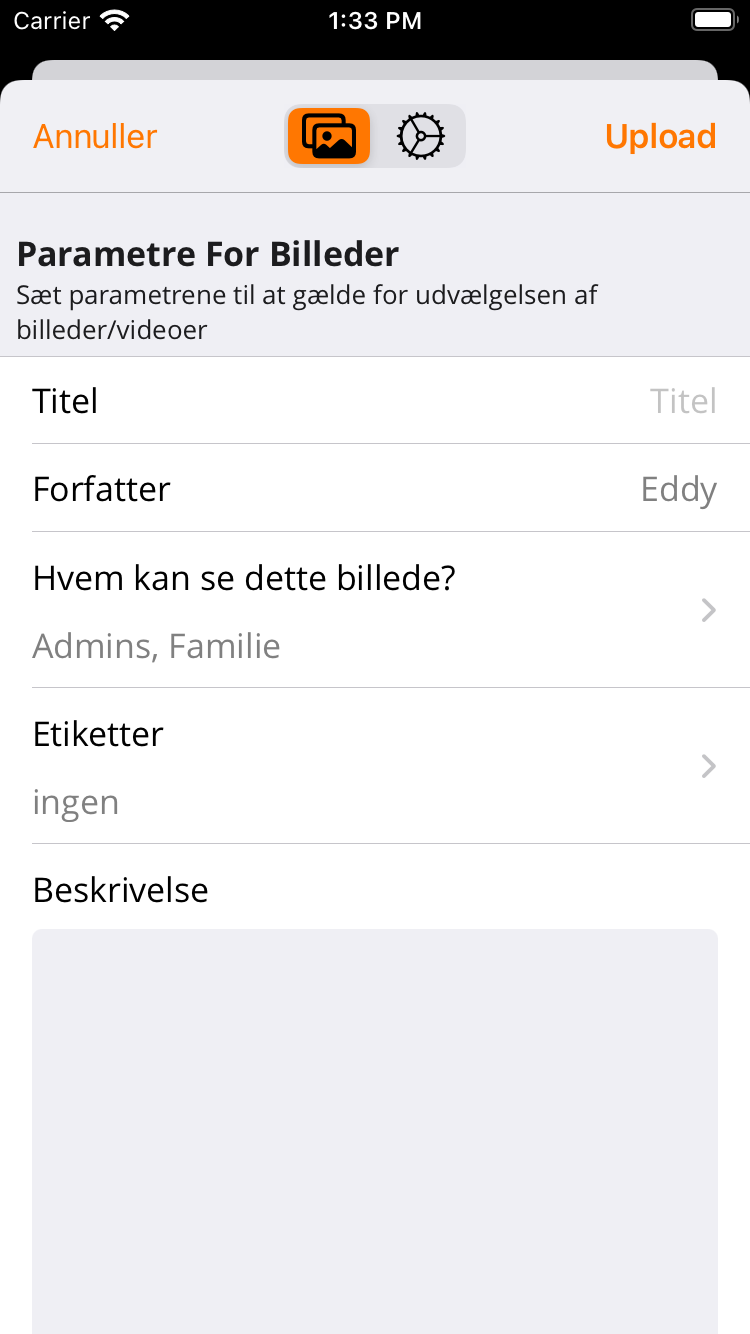 Carrier 1:33 PM
Annuller Upload
Parametre For Billeder
Sæt parametrene til at gælde for udvælgelsen af
billeder/videoer
Titel Titel
Forfatter Eddy
Hvem kan se dette billede?
Admins, Familie
Etiketter
ingen
Beskrivelse